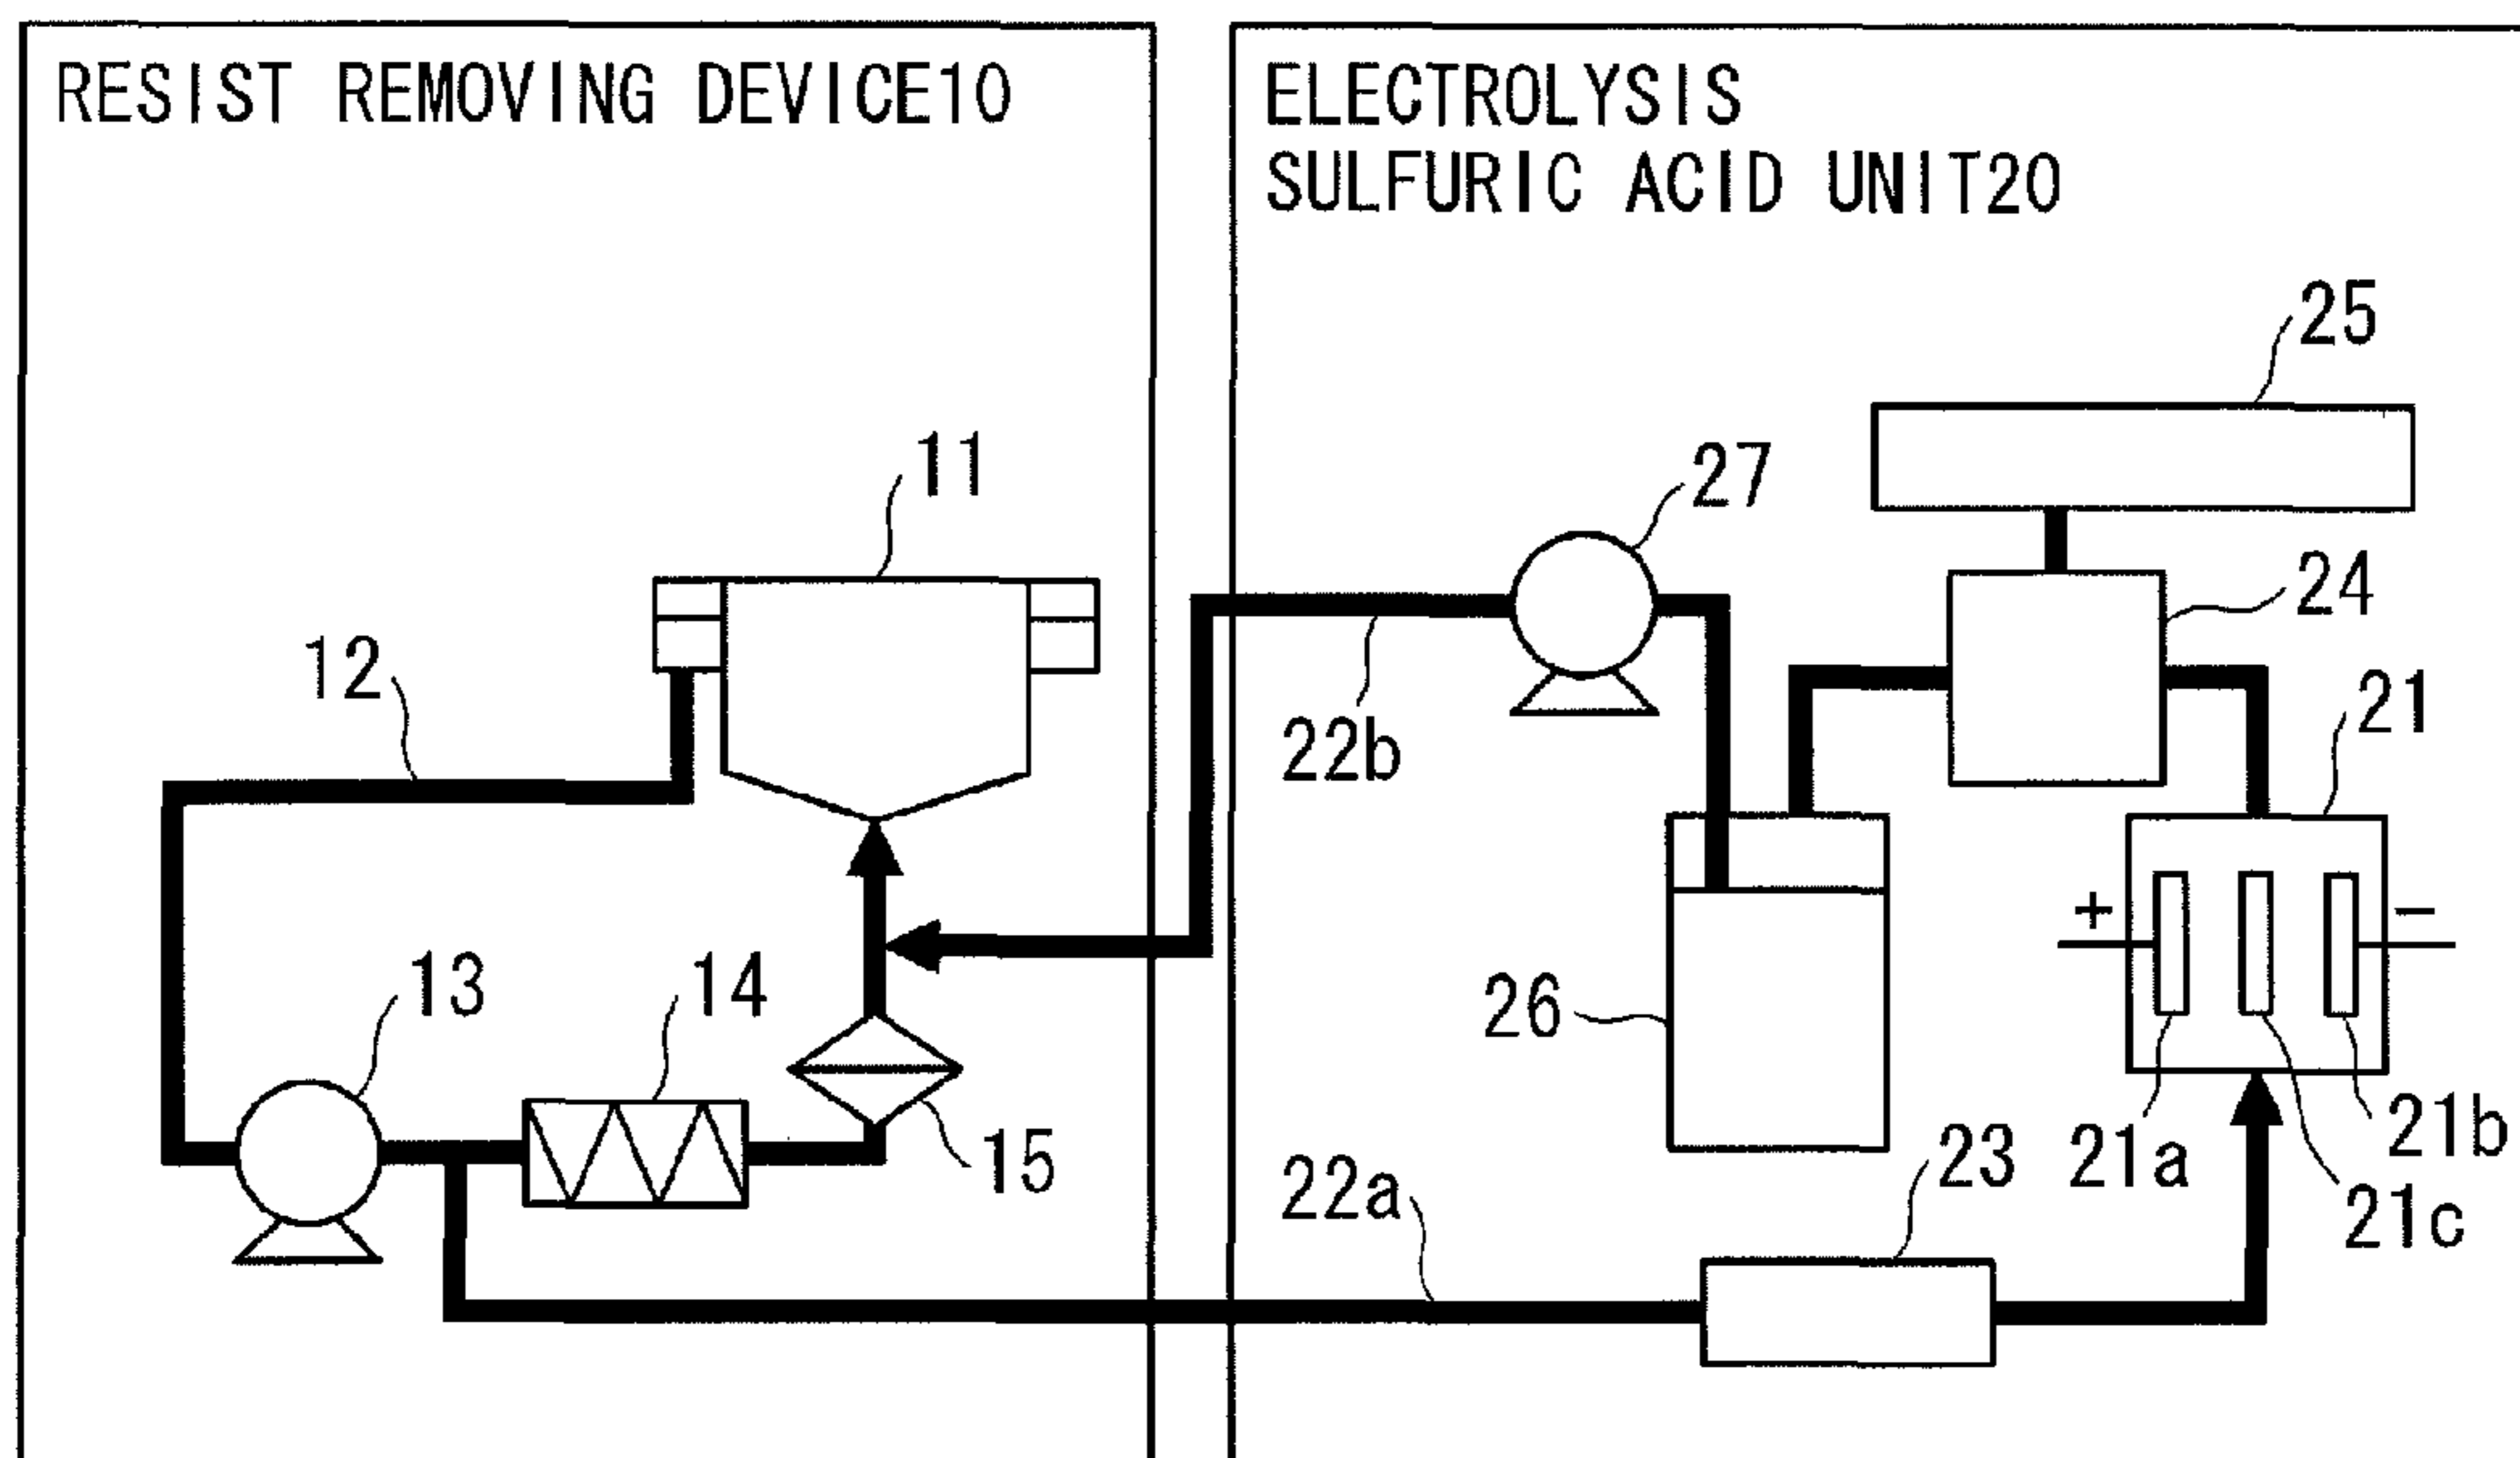 RESIST REMOVING DEVICE10
ELECTROLYSIS
SULFURIC ACID UNIT20
25
11
27
24
12
21
22b
+
−
13
14
26
15
22a
23
21a
21b
21c